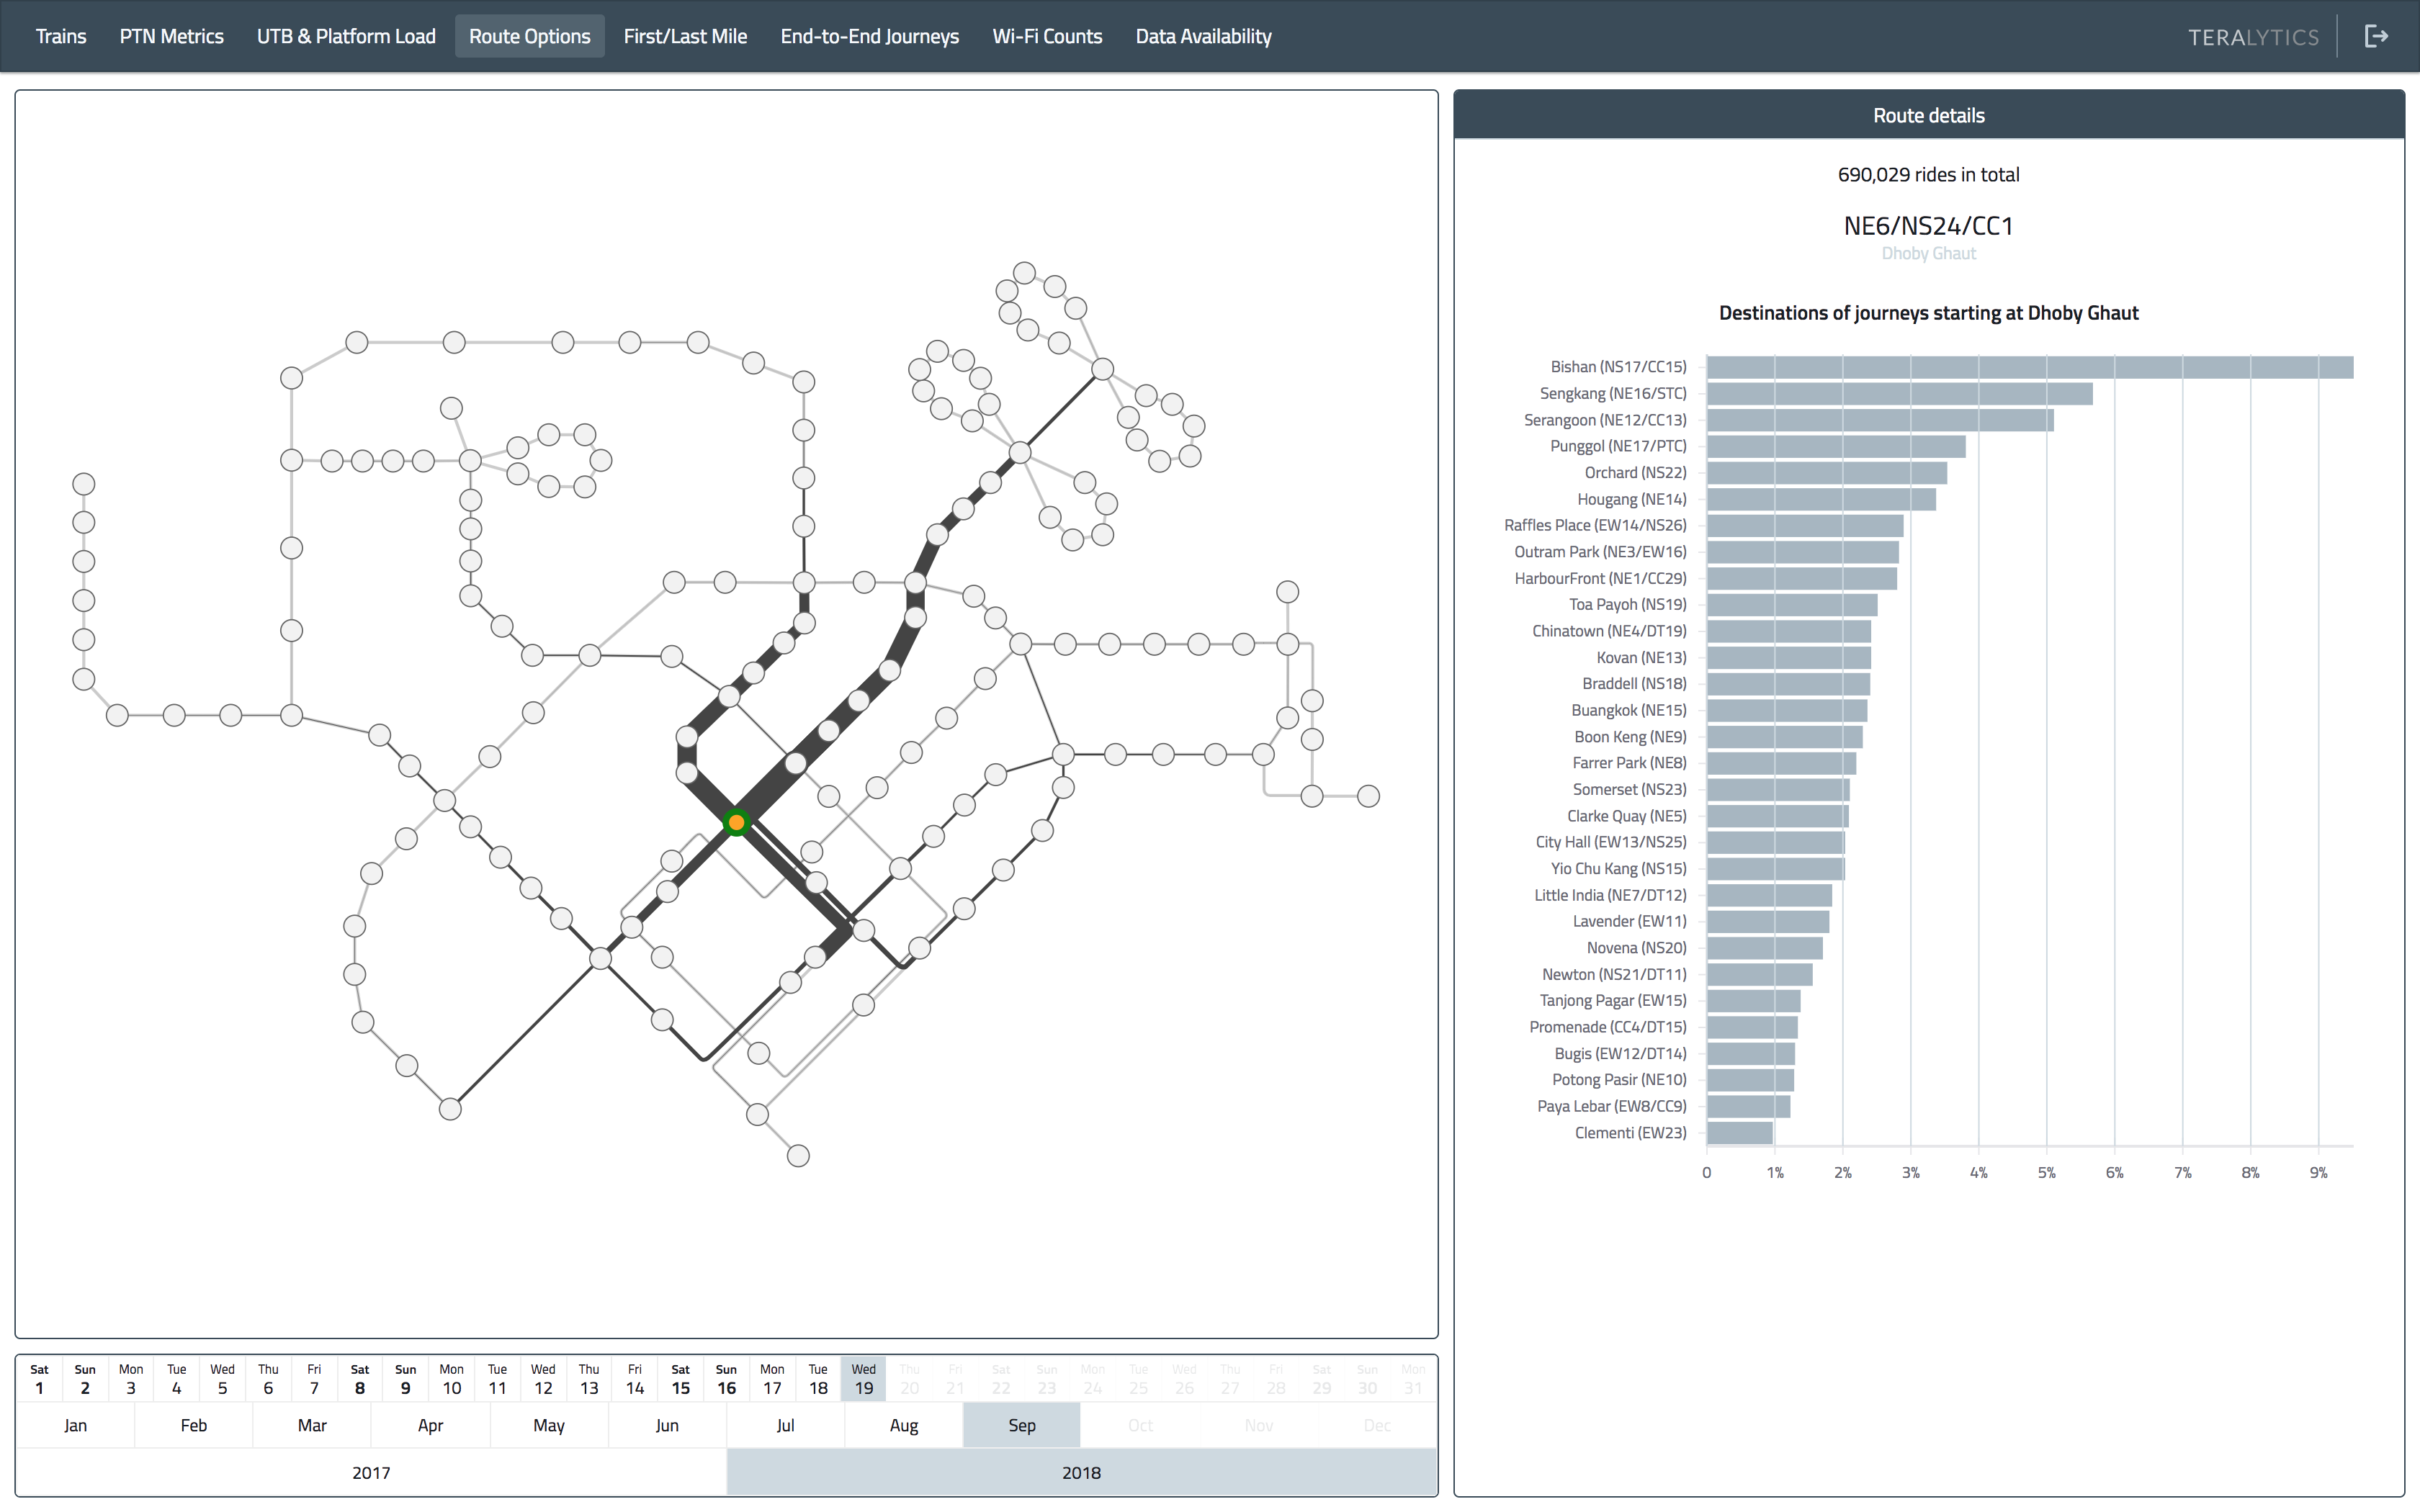 Trains PTN Metrics UTB & Platform Load Route Options First/Last Mile End-to-End Journeys Wi-Fi Counts Data Availability TERALYTICS
Route details
690,029 rides in total
NE6/NS24/CC1
Dhoby Ghaut
Destinations of journeys starting at Dhoby Ghaut
Bishan (NS17/CC15)
Sengkang (NE16/STC)
Serangoon (NE12/CC13)
Punggol (NE17/PTC)
Orchard (NS22)
Hougang (NE14)
Raffles Place (EW14/NS26)
Outram Park (NE3/EW16)
HarbourFront (NE1/CC29)
Toa Payoh (NS19)
Chinatown (NE4/DT19)
Kovan (NE13)
Braddell (NS18)
Buangkok (NE15)
Boon Keng (NE9)
Farrer Park (NE8)
Somerset (NS23)
Clarke Quay (NE5)
City Hall (EW13/NS25)
Yio Chu Kang (NS15)
Little India (NE7/DT12)
Lavender (EW11)
Novena (NS20)
Newton (NS21/DT11)
Tanjong Pagar (EW15)
Promenade (CC4/DT15)
Bugis (EW12/DT14)
Potong Pasir (NE10)
Paya Lebar (EW8/CC9)
Clementi (EW23)
0 1% 2% 3% 4% 5% 6% 7% 8% 9%
Sat Sun Mon Tue Wed Thu Fri Sat Sun Mon Tue Wed Thu Fri Sat Sun Mon Tue Wed Thu Fri Sat Sun Mon Tue Wed Thu Fri Sat Sun Mon
1 2 3 4 5 6 7 8 9 10 11 12 13 14 15 16 17 18 19 20 21 22 23 24 25 26 27 28 29 30 31
Jan Feb Mar Apr May Jun Jul Aug Sep Oct Nov Dec
2017 2018